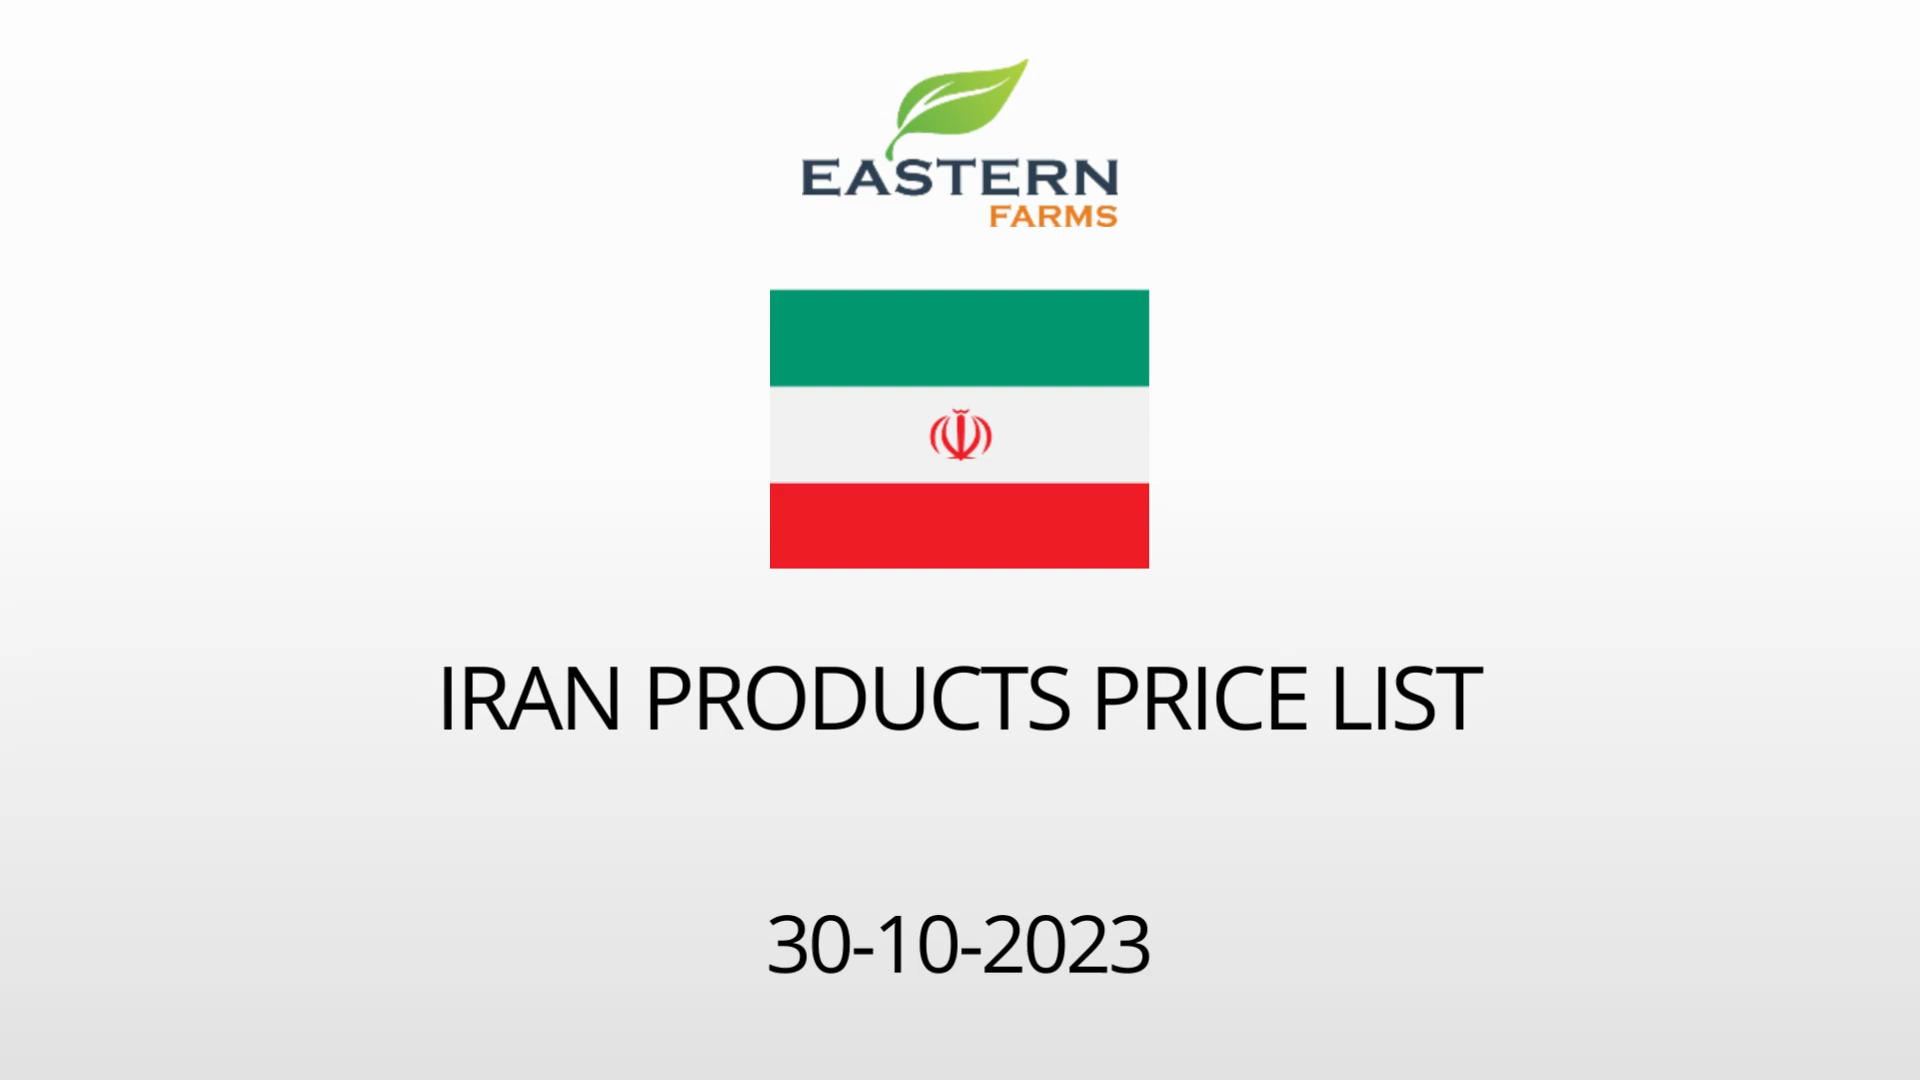 EASTERN
FARMS
IRAN PRODUCTS PRICE LIST
30-10-2023